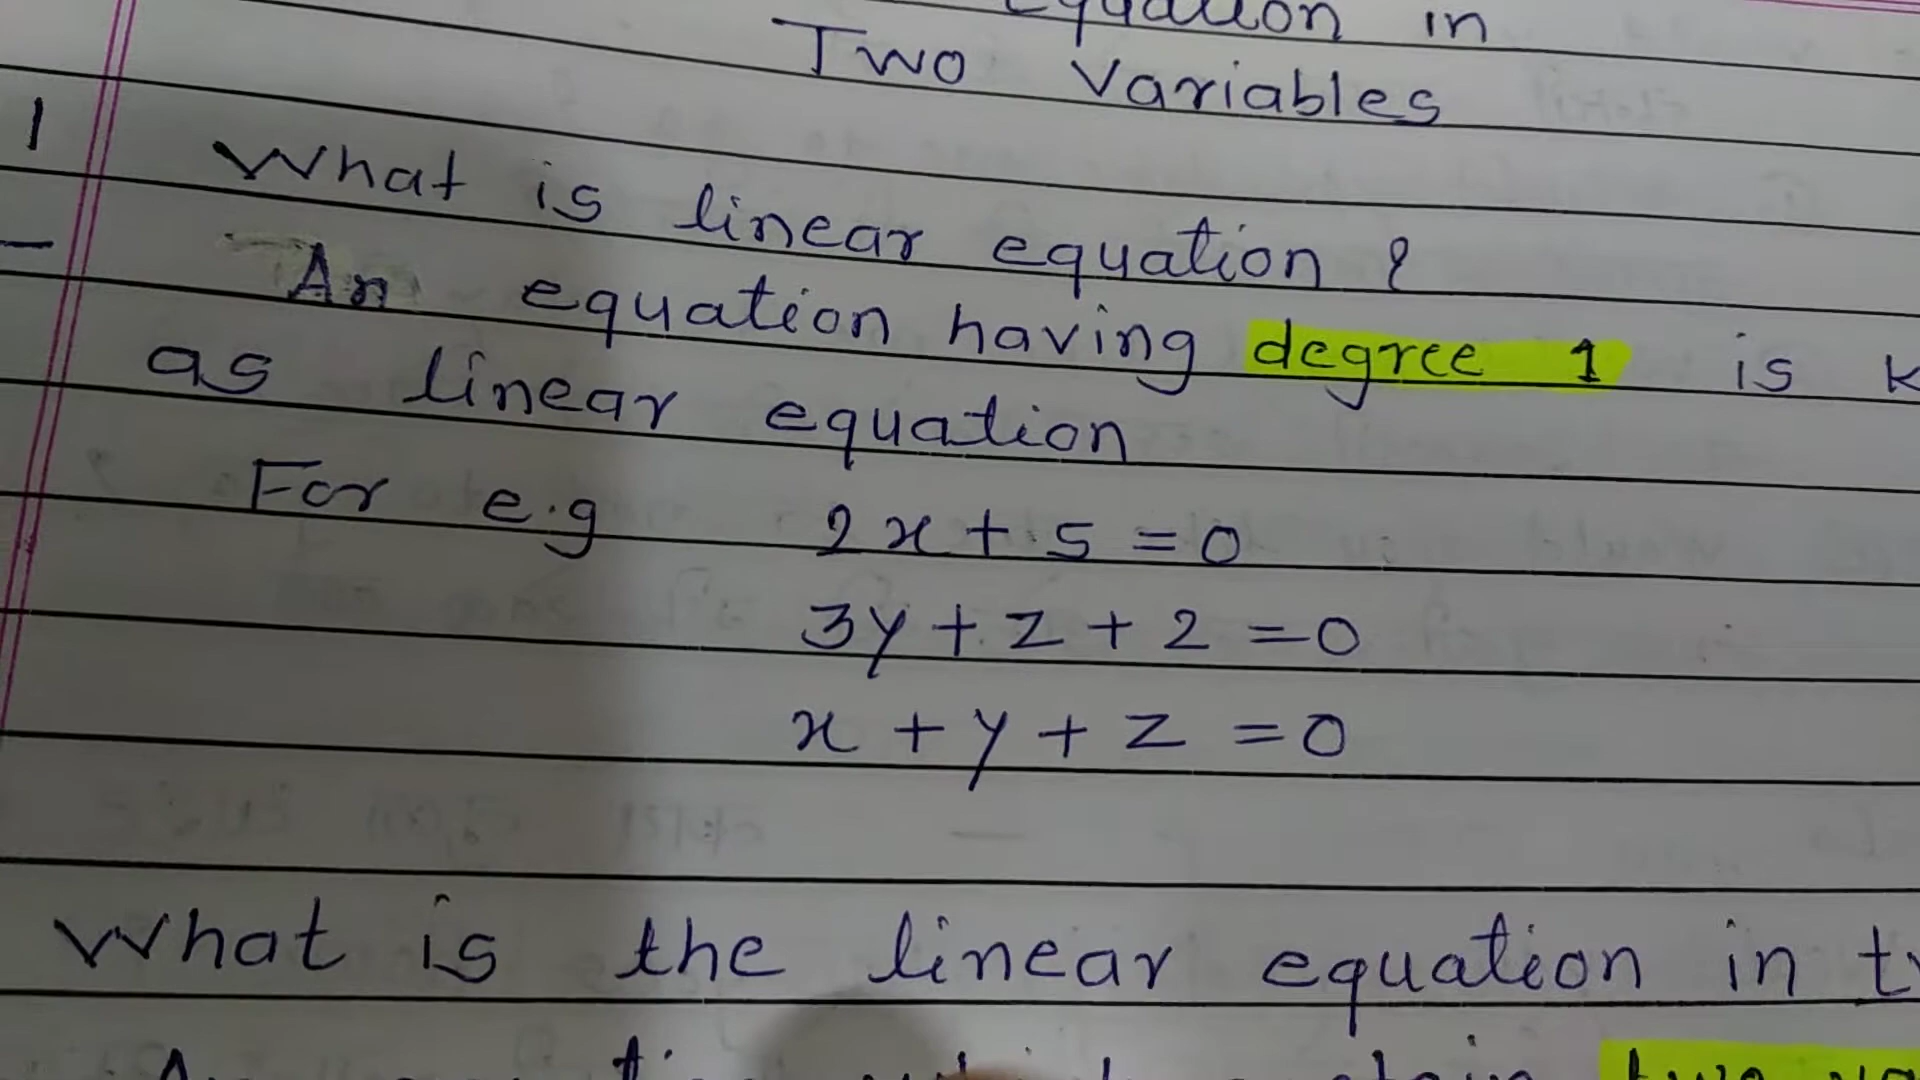 equation in
Two Variables
1 What is linear equation ?
— An equation having degree 1 is
as linear equation
For e.g 2x + 5 = 0
3y + z + 2 = 0
x + y + z = 0
What is the linear equation in